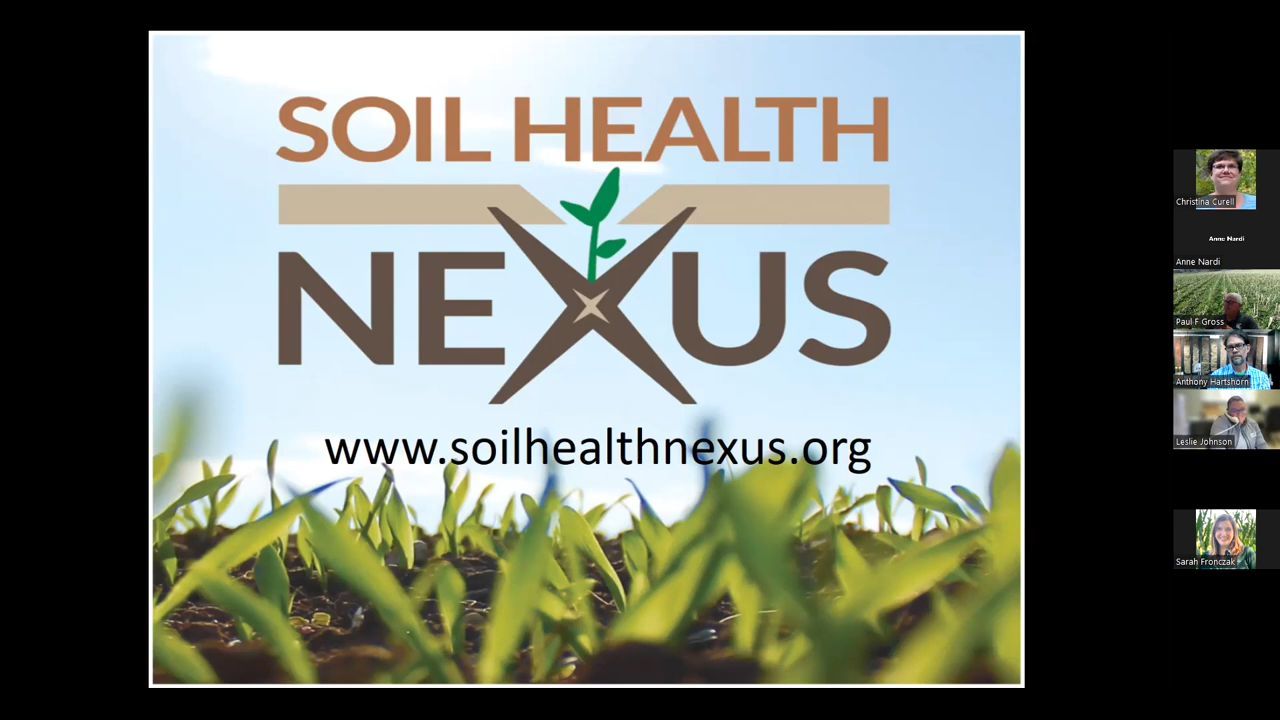 SOIL HEALTH
NEXUS
www.soilhealthnexus.org
Christina Curell
Anne Nardi
Anne Nardi
Paul F Gross
Anthony Hartshorn
Leslie Johnson
Sarah Fronczak